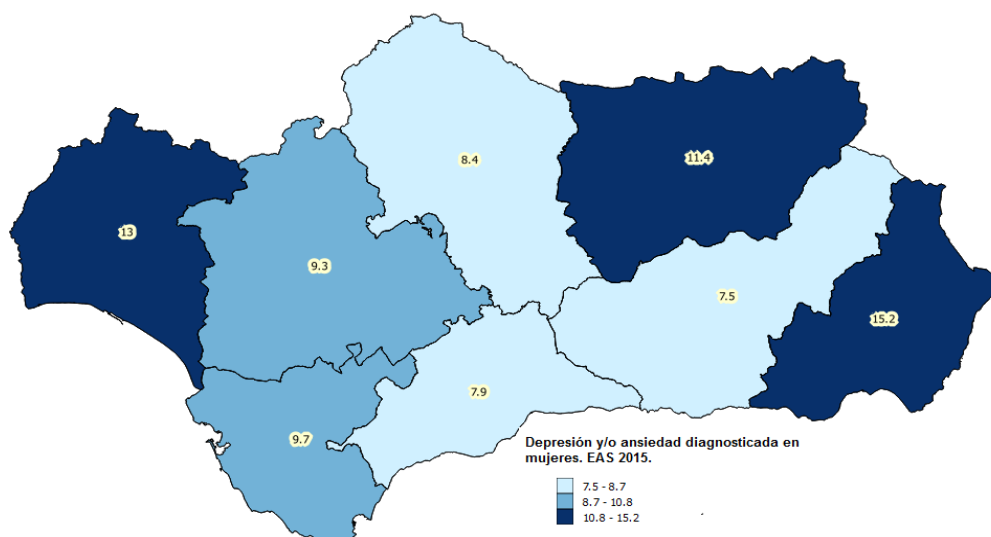 8.4
11.4
13
9.3
7.5
15.2
7.9
9.7
Depresión y/o ansiedad diagnosticada en
mujeres. EAS 2015.
7.5 - 8.7
8.7 - 10.8
10.8 - 15.2